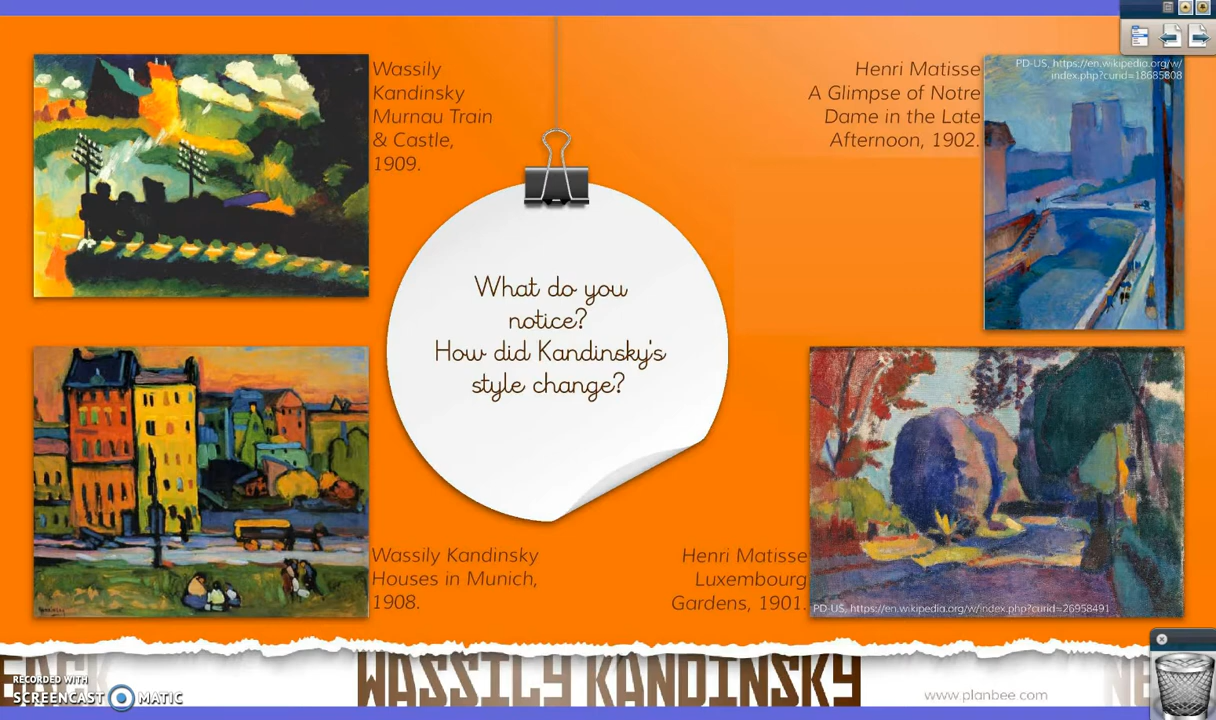 Wassily
Kandinsky
Murnau Train
& Castle,
1909.
Henri Matisse
A Glimpse of Notre
Dame in the Late
Afternoon, 1902.
PD-US, https://en.wikipedia.org/w/
index.php?curid=18685808
What do you
notice?
How did Kandinsky's
style change?
Wassily Kandinsky
Houses in Munich,
1908.
Henri Matisse
Luxembourg
Gardens, 1901.
PD-US, https://en.wikipedia.org/w/index.php?curid=26958491
WASSILY KANDINSKY
www.planbee.com
RECORDED WITH
SCREENCAST MATIC